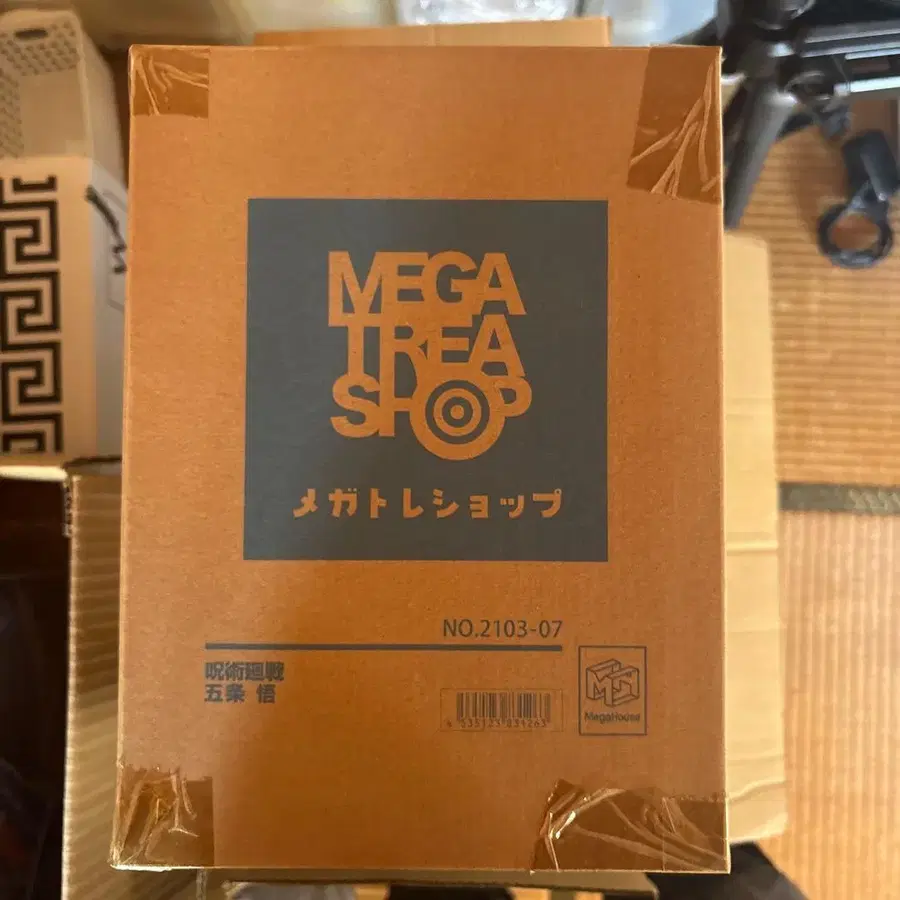 MEGA
TREA
SHOP
メガトレショップ
NO.2103-07
呪術廻戦
五条 悟
MegaHouse